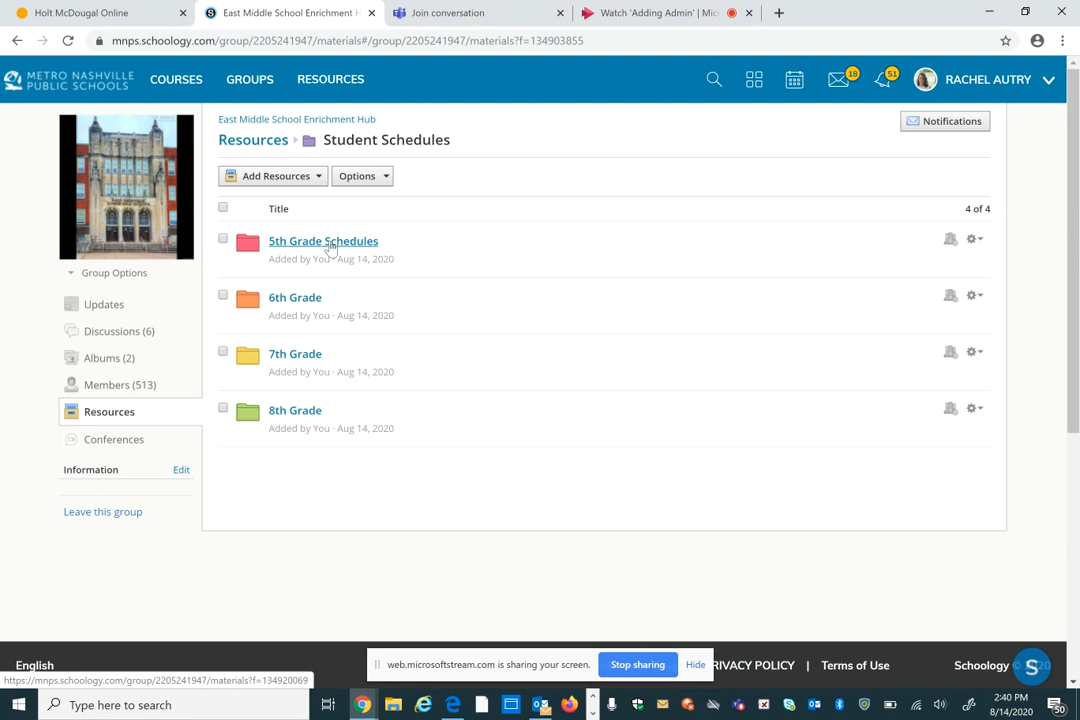 Holt McDougal Online
East Middle School Enrichment H
Join conversation
Watch 'Adding Admin' | Mic
mnps.schoology.com/group/2205241947/materials#/group/2205241947/materials?f=134903855
METRO NASHVILLE
PUBLIC SCHOOLS
COURSES
GROUPS
RESOURCES
18
51
RACHEL AUTRY
East Middle School Enrichment Hub
Notifications
Resources
Student Schedules
Add Resources
Options
Title
4 of 4
5th Grade Schedules
Added by You · Aug 14, 2020
6th Grade
Added by You · Aug 14, 2020
7th Grade
Added by You · Aug 14, 2020
8th Grade
Added by You · Aug 14, 2020
Group Options
Updates
Discussions (6)
Albums (2)
Members (513)
Resources
Conferences
Information
Edit
Leave this group
English
web.microsoftstream.com is sharing your screen.
Stop sharing
Hide
RIVACY POLICY | Terms of Use
Schoology © 2020
https://mnps.schoology.com/group/2205241947/materials?f=134920069
Type here to search
2:40 PM
8/14/2020
50